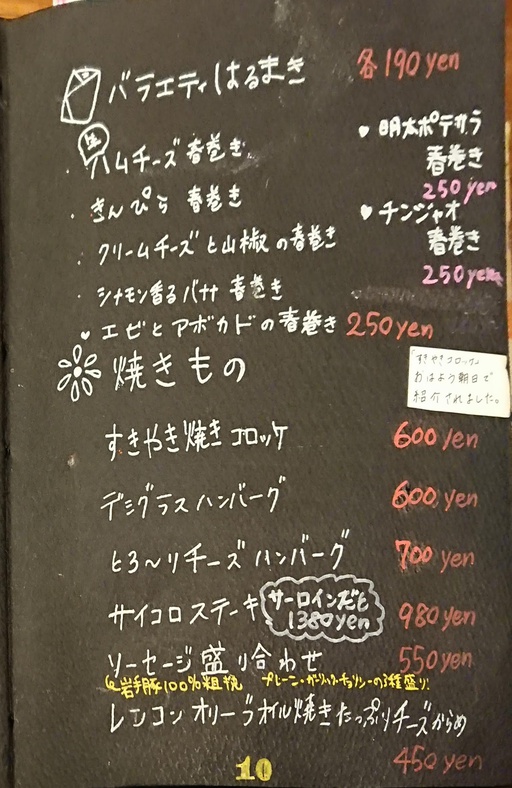 バラエティはるまき 各190yen
生
ハムチーズ春巻き
・きんぴら 春巻き
・クリームチーズと山椒の春巻き
・シナモン香るバナナ 春巻き
♥ エビとアボカドの春巻き 250yen
♥ 明太ポテサラ
春巻き
250yen
♥ チンジャオ
春巻き
250yen
焼きもの
すきやきコロッケ
おはよう朝日で
紹介されました。
すきやき焼きコロッケ 600yen
デミグラスハンバーグ 600yen
とろ〜りチーズハンバーグ 700yen
サイコロステーキ 980yen
サーロインだと
1380yen
ソーセージ盛り合わせ 550yen
岩手豚100%粗挽 プレーン・ガーリック・チョリソーの3種盛り!
レンコンオリーブオイル焼きたっぷりチーズからめ
450yen
10